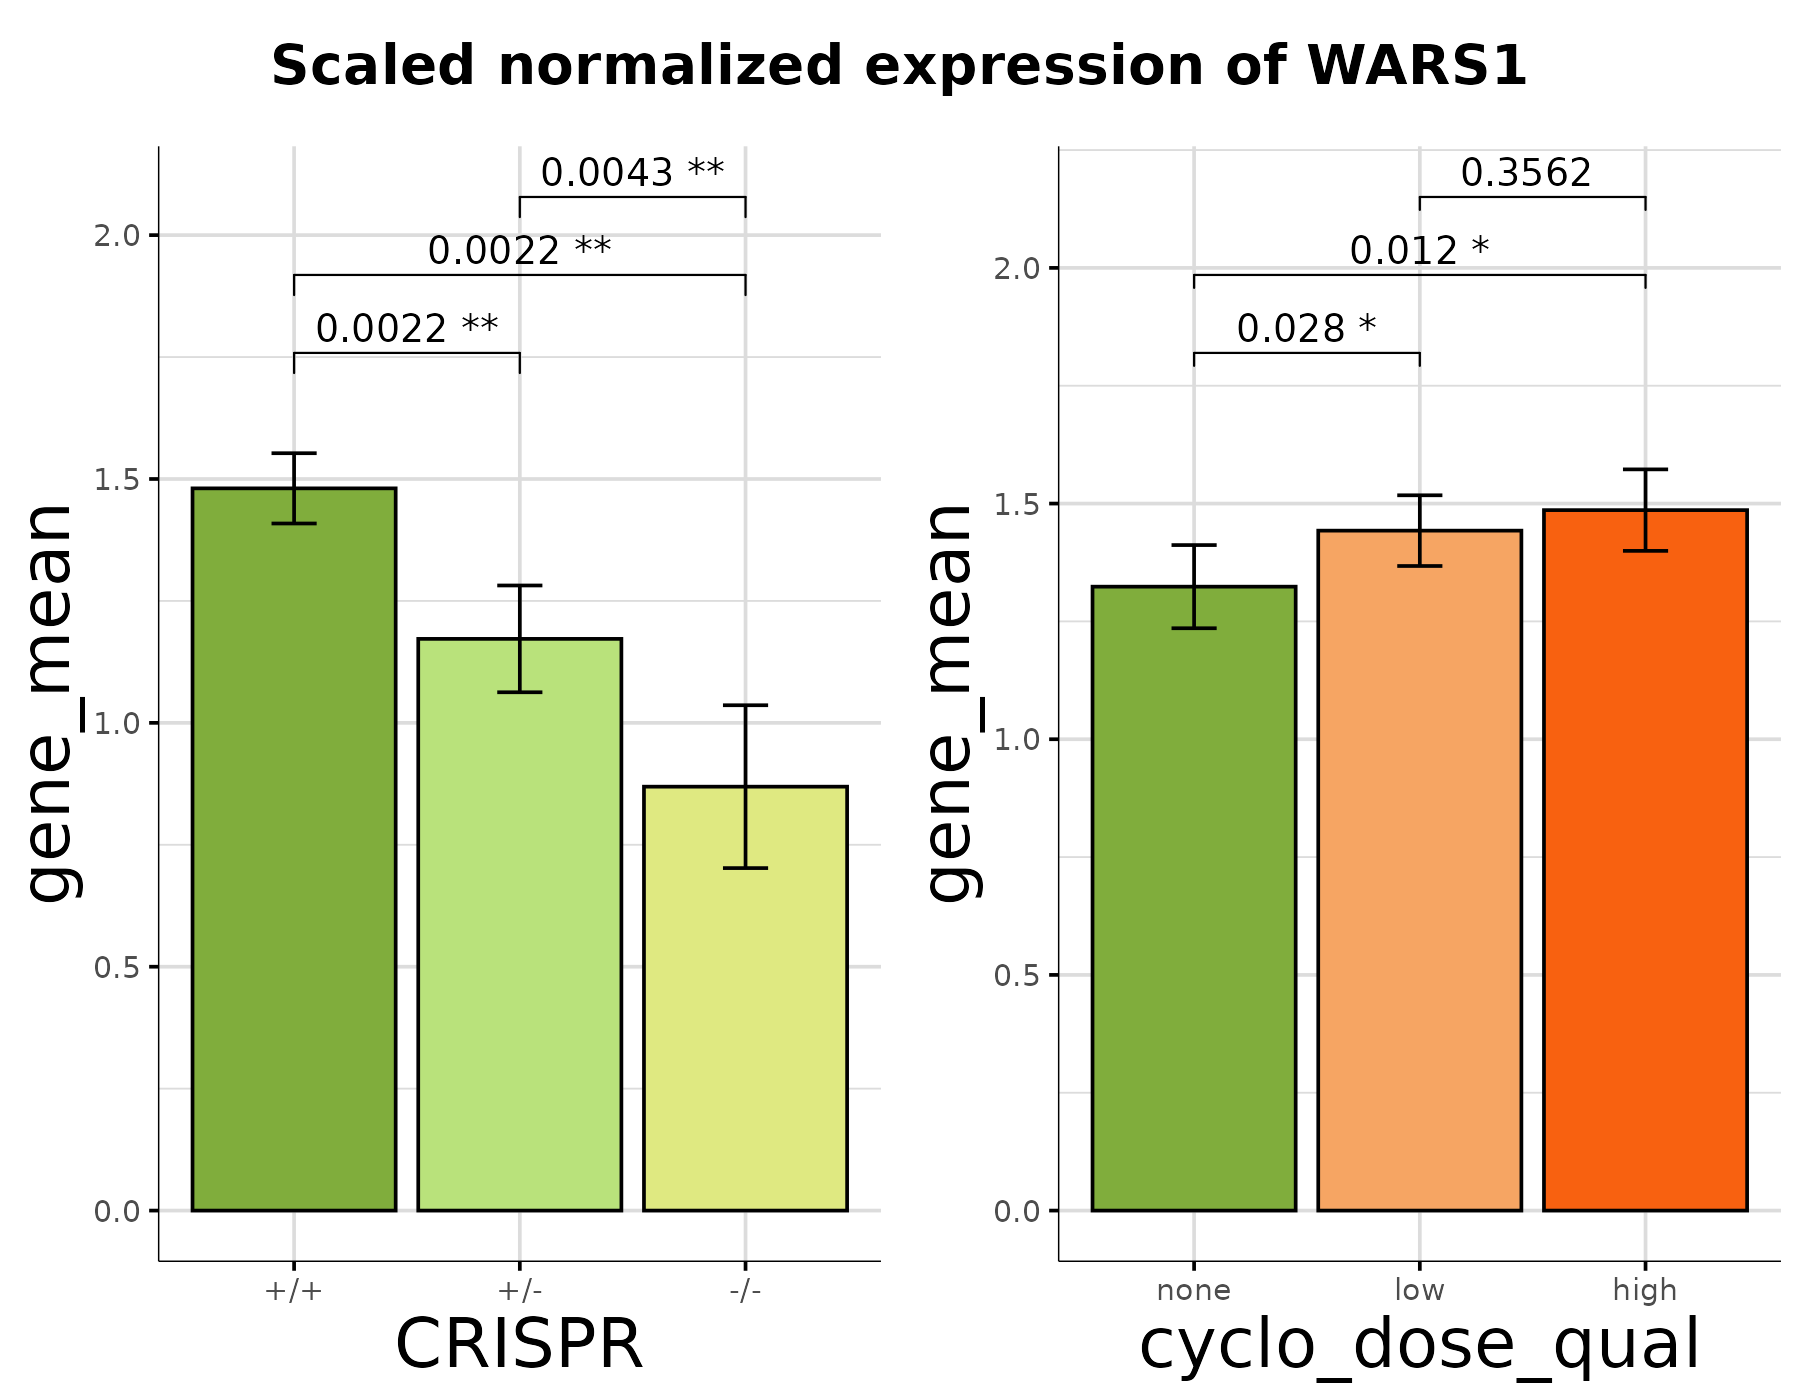 Scaled normalized expression of WARS1
gene_mean
2.0
1.5
1.0
0.5
0.0
0.0043 **
0.0022 **
0.0022 **
+/+
+/-
-/-
CRISPR
gene_mean
2.0
1.5
1.0
0.5
0.0
0.3562
0.012 *
0.028 *
none
low
high
cyclo_dose_qual